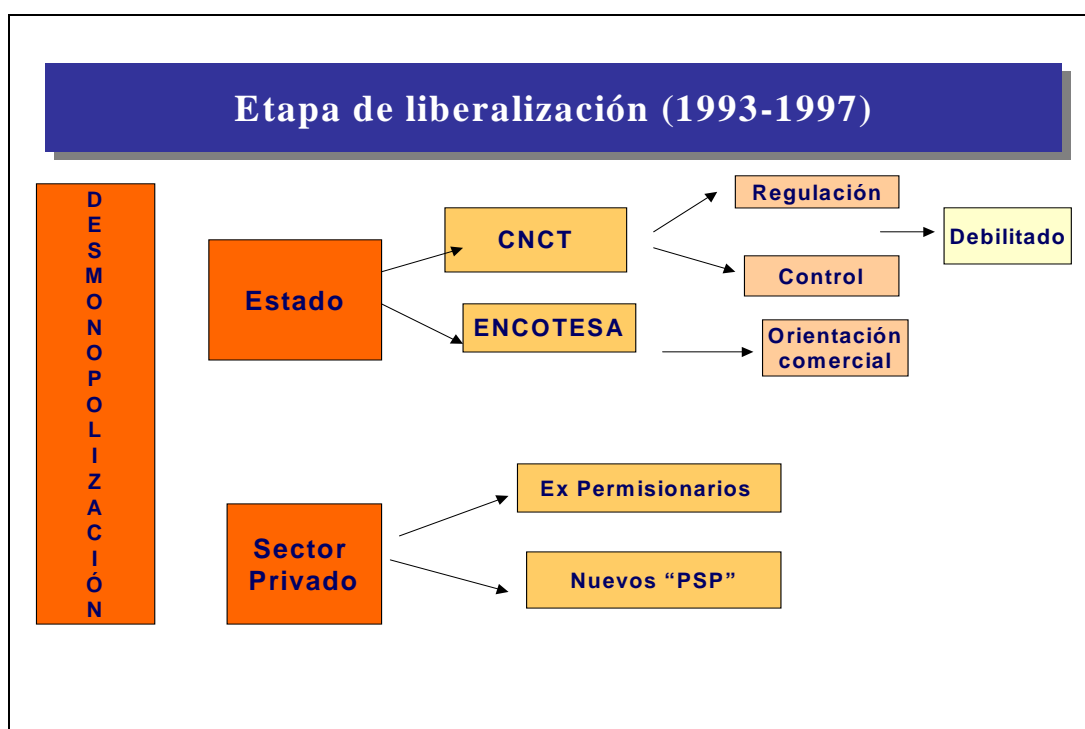 Etapa de liberalización (1993-1997)
DESMONOPOLIZACIÓN
Estado
CNCT
ENCOTESA
Regulación
Control
Debilitado
Orientación
comercial
Sector
Privado
Ex Permisionarios
Nuevos “PSP”